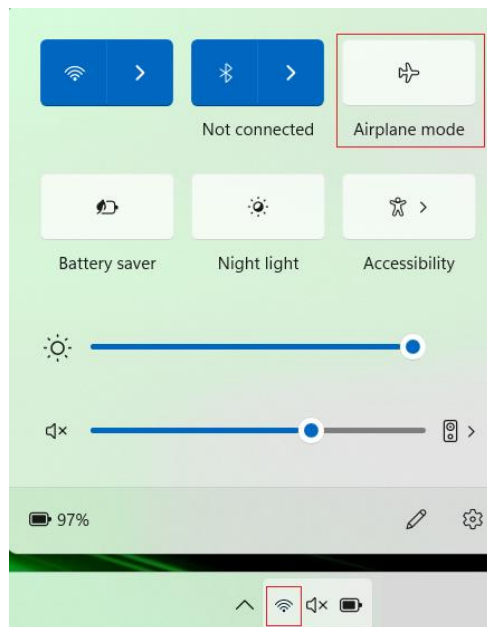 Not connected
Airplane mode
Battery saver
Night light
Accessibility
97%